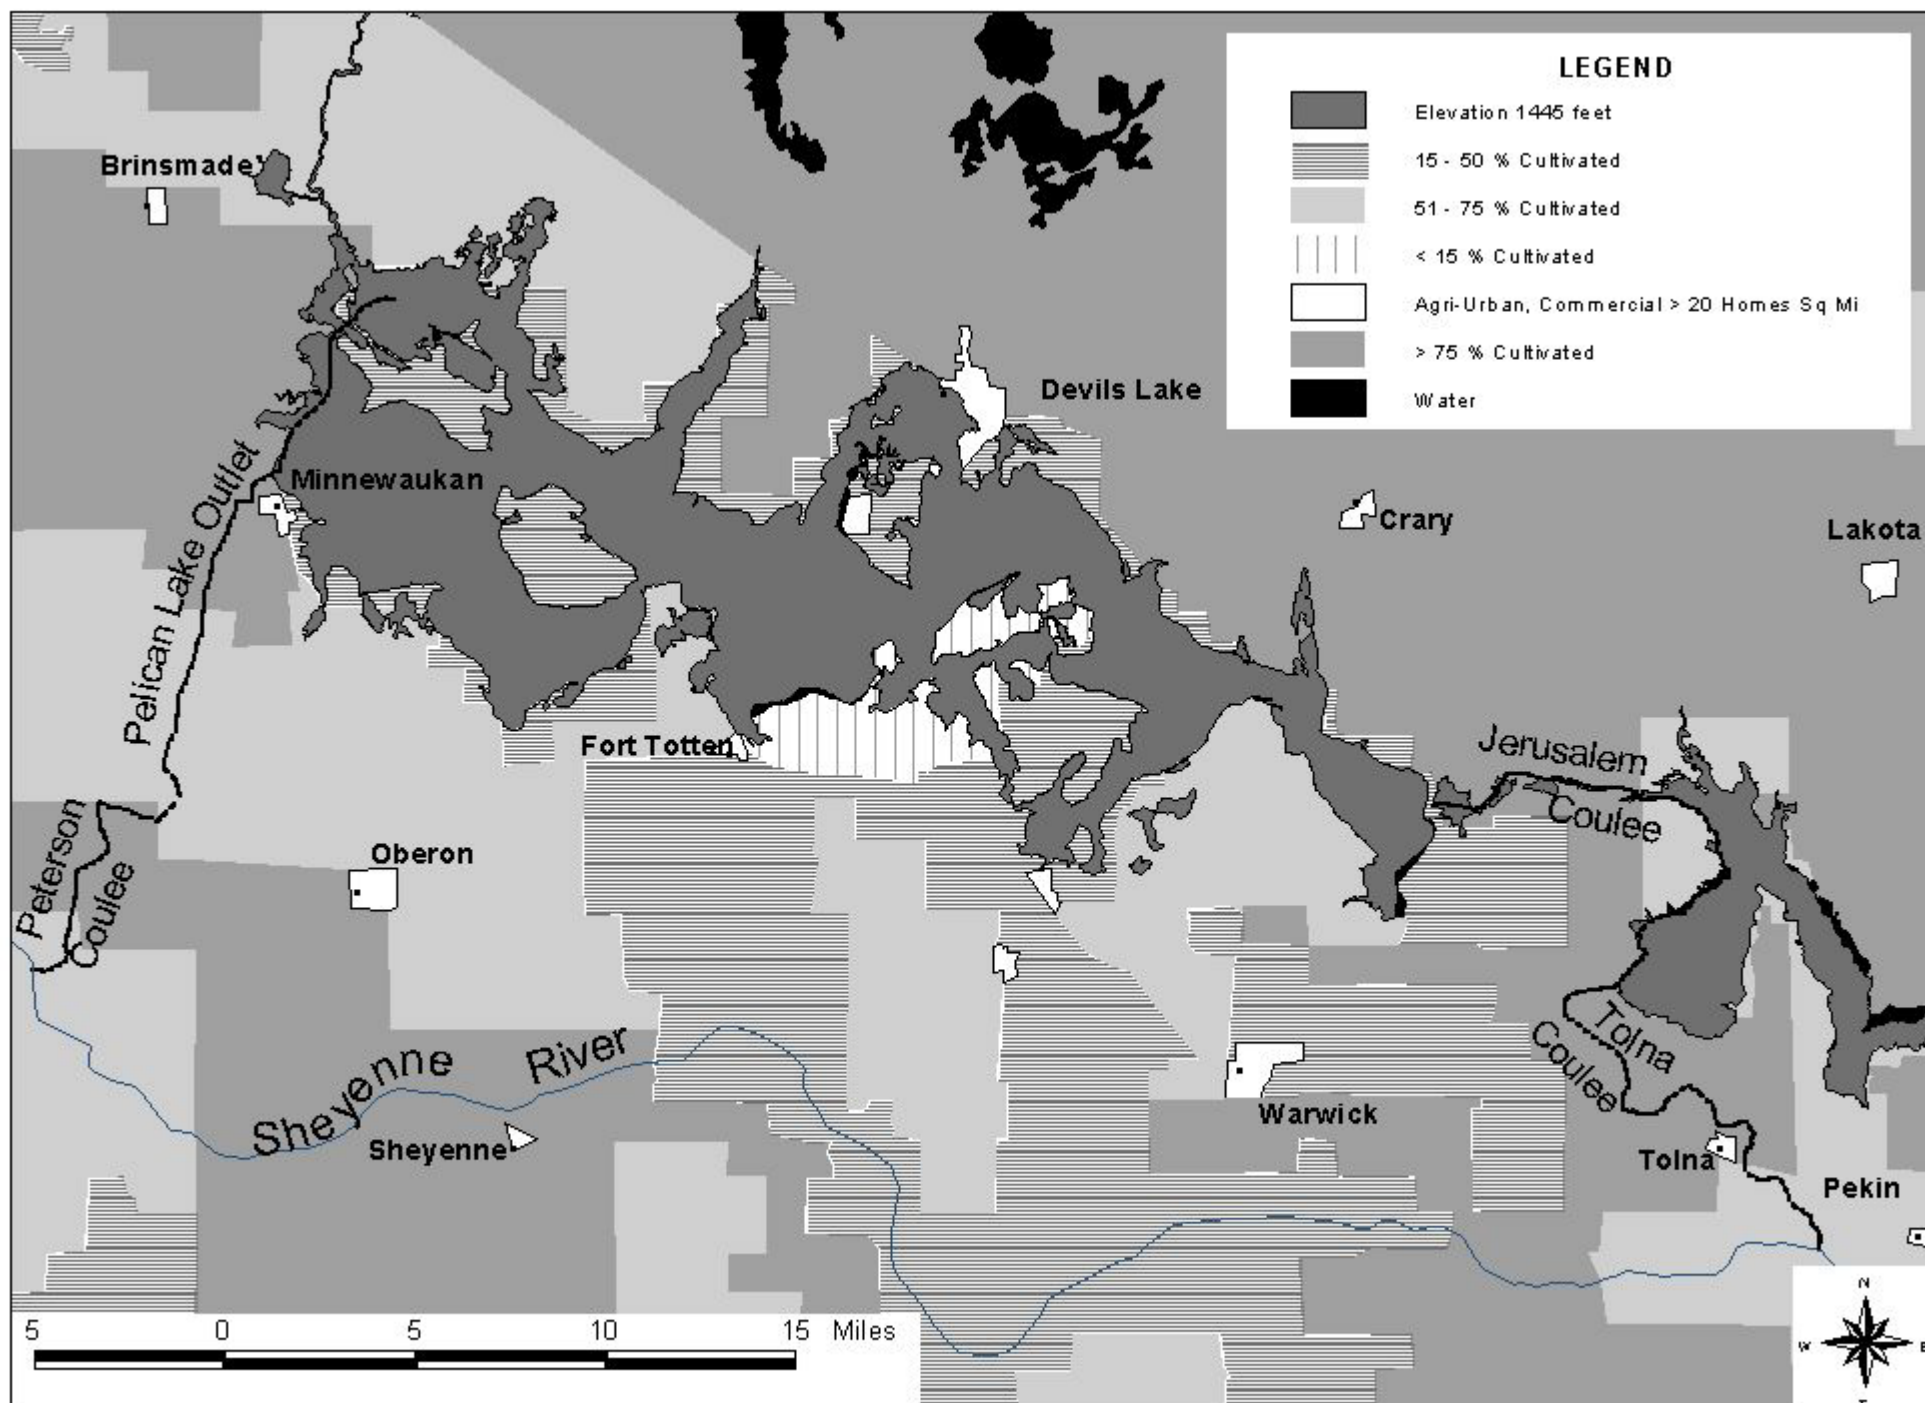 LEGEND
Elevation 1445 feet
15 - 50 % Cultivated
51 - 75 % Cultivated
< 15 % Cultivated
Agri-Urban, Commercial > 20 Homes Sq Mi
> 75 % Cultivated
Water
Brinsmade
Devils Lake
Minnewaukan
Crary
Lakota
Pelican Lake Outlet
Fort Totten
Jerusalem
Coulee
Peterson
Coulee
Oberon
Tolna
Coulee
Sheyenne River
Sheyenne
Warwick
Tolna
Pekin
5 0 5 10 15 Miles
N
W E